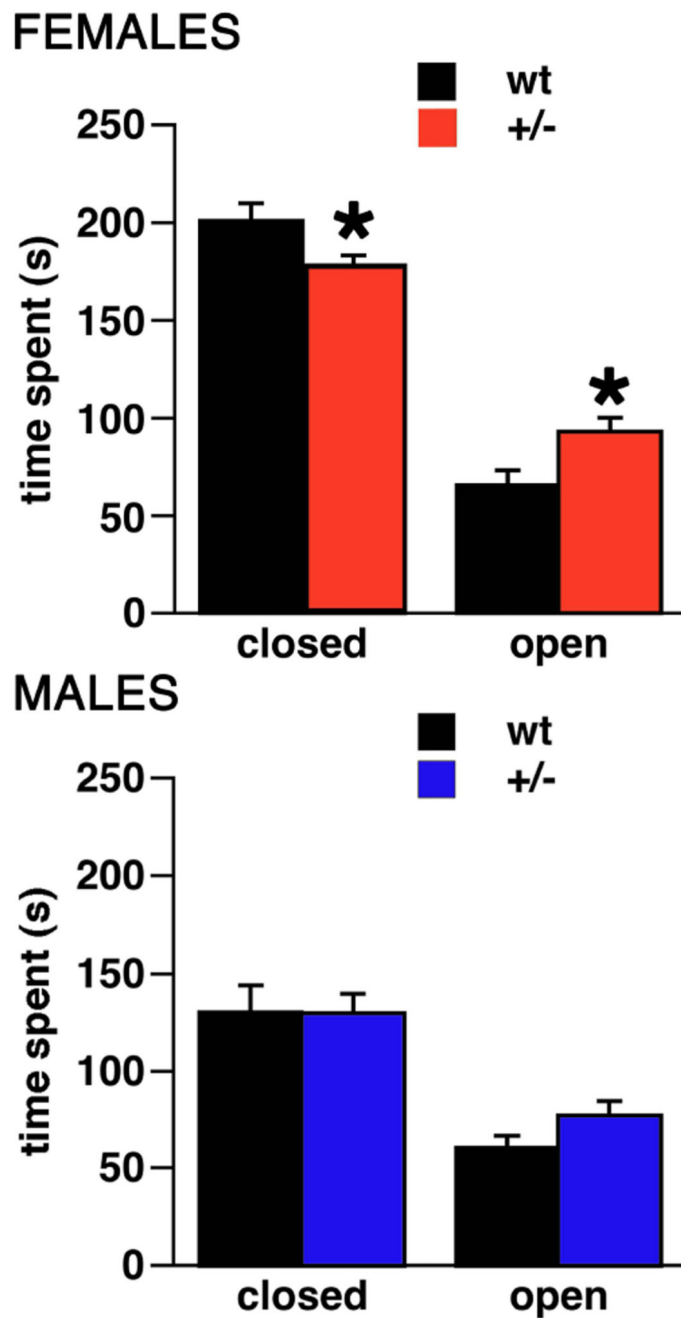 FEMALES
wt
+/-
250
200
150
100
50
0
time spent (s)
*
*
closed open
MALES
wt
+/-
250
200
150
100
50
0
time spent (s)
closed open